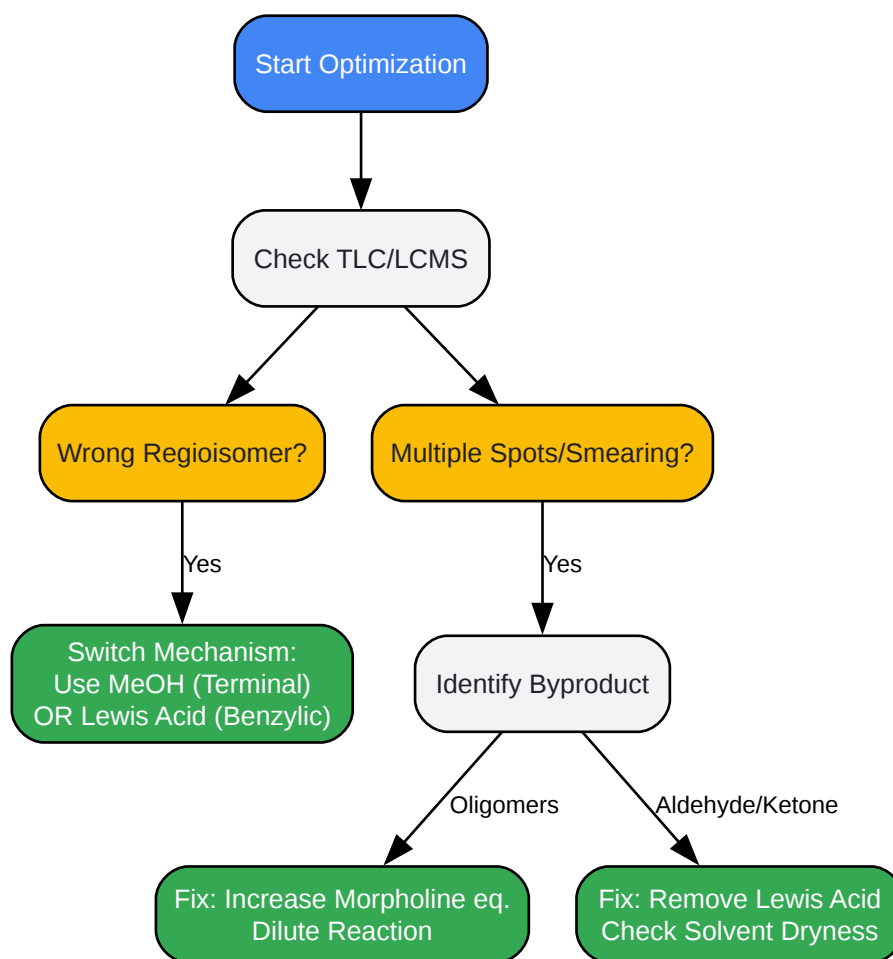 Start Optimization
Check TLC/LCMS
Wrong Regioisomer?
Multiple Spots/Smearing?
Yes
Yes
Switch Mechanism:
Use MeOH (Terminal)
OR Lewis Acid (Benzylic)
Identify Byproduct
Oligomers
Aldehyde/Ketone
Fix: Increase Morpholine eq.
Dilute Reaction
Fix: Remove Lewis Acid
Check Solvent Dryness